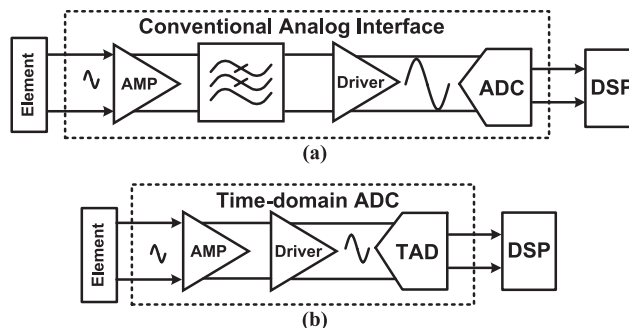 Conventional Analog Interface
Element
AMP
Driver
ADC
DSP
(a)
Time-domain ADC
Element
AMP
Driver
TAD
DSP
(b)